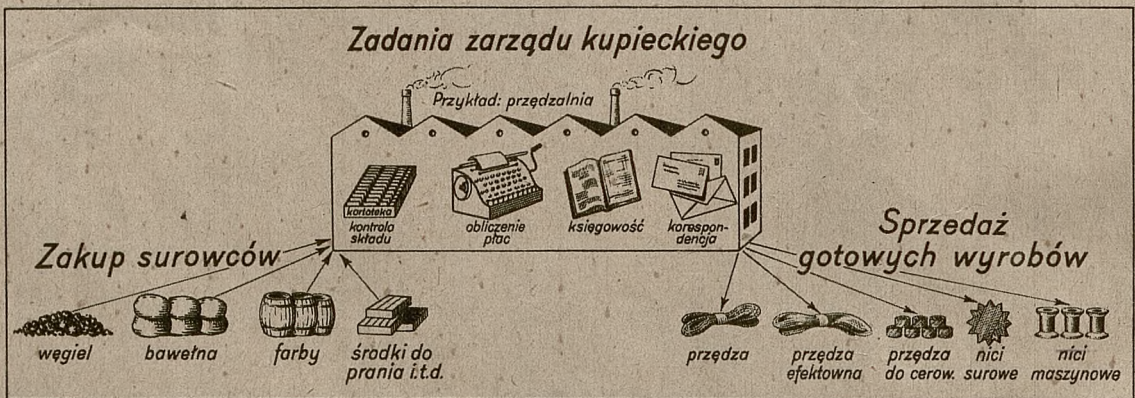 Zadania zarządu kupieckiego
Przykład: przędzalnia
kartoteka
kontrola
składu
obliczenie
płac
księgowość
korespon-
dencja
Zakup surowców
węgiel
bawełna
farby
środki do
prania i.t.d.
Sprzedaż
gotowych wyrobów
przędza
przędza
efektowna
przędza
do cerow.
nici
surowe
nici
maszynowe